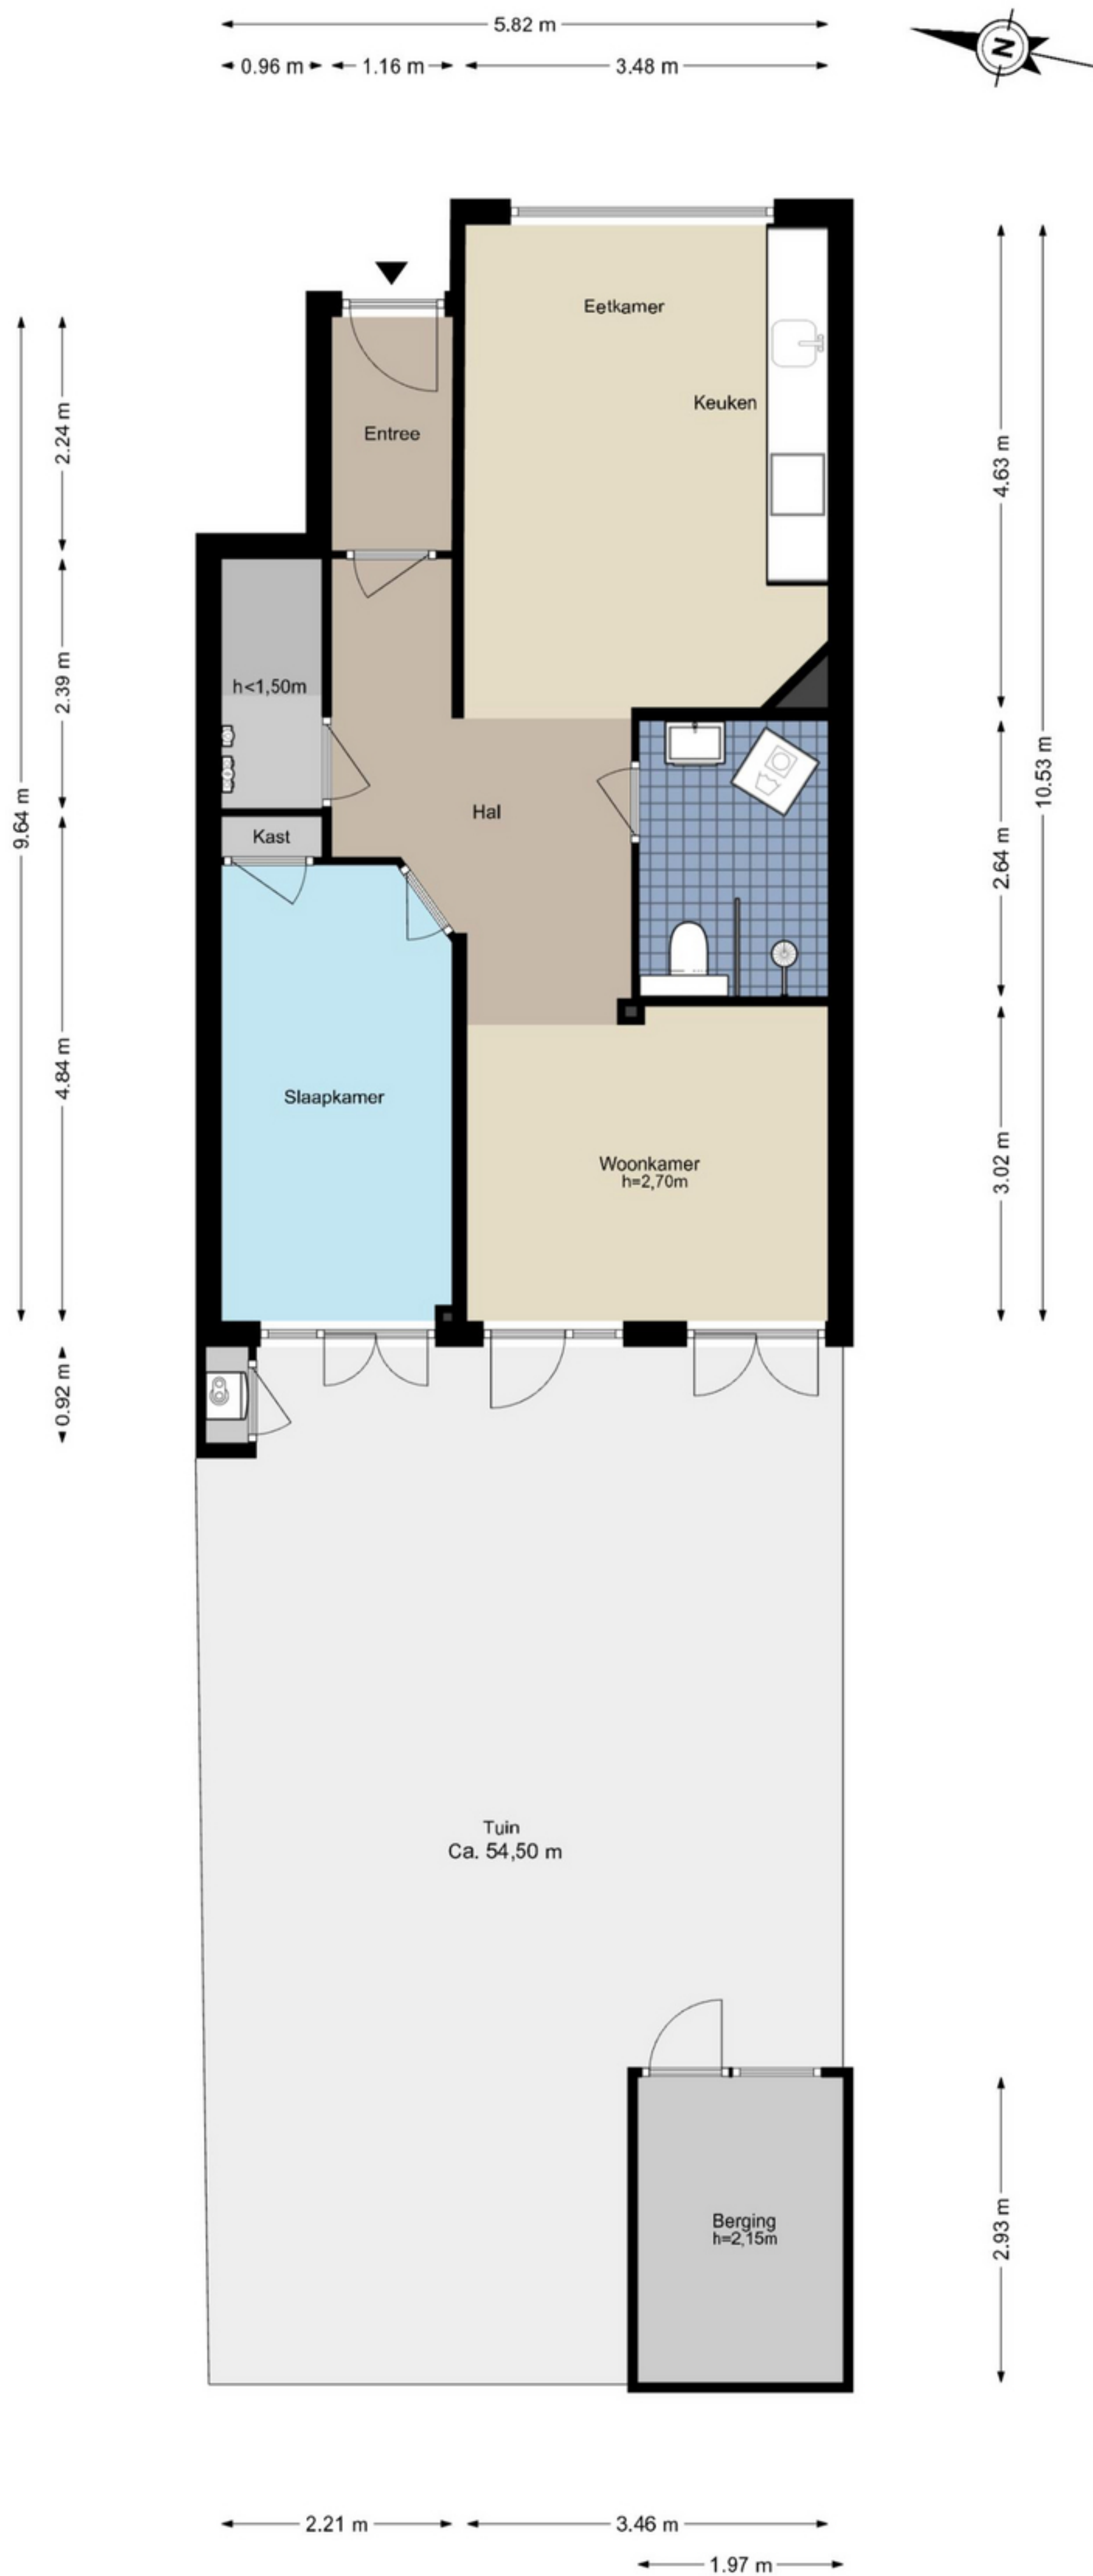 5.82 m
0.96 m
1.16 m
3.48 m
N
Eetkamer
Keuken
Entree
2.24 m
4.63 m
h<1,50m
2.39 m
9.64 m
10.53 m
Hal
Kast
2.64 m
4.84 m
Slaapkamer
Woonkamer
h=2,70m
3.02 m
0.92 m
Tuin
Ca. 54,50 m
Berging
h=2,15m
2.93 m
2.21 m
3.46 m
1.97 m